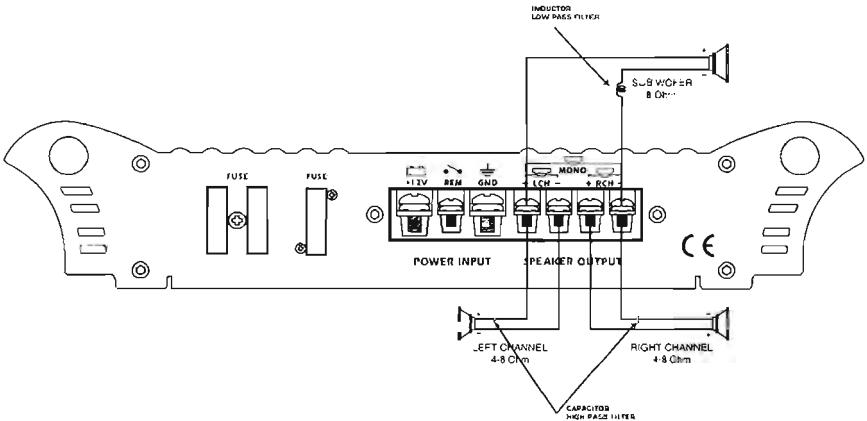 INDUCTOR
LOW PASS FILTER
SUBWOFER
8 Ohm
FUSE
FUSE
+12V
REM
GND
MONO
+ LCH -
+ RCH -
POWER INPUT
SPEAKER OUTPUT
CE
LEFT CHANNEL
4-8 Ohm
RIGHT CHANNEL
4-8 Ohm
CAPACITOR
HIGH PASS FILTER